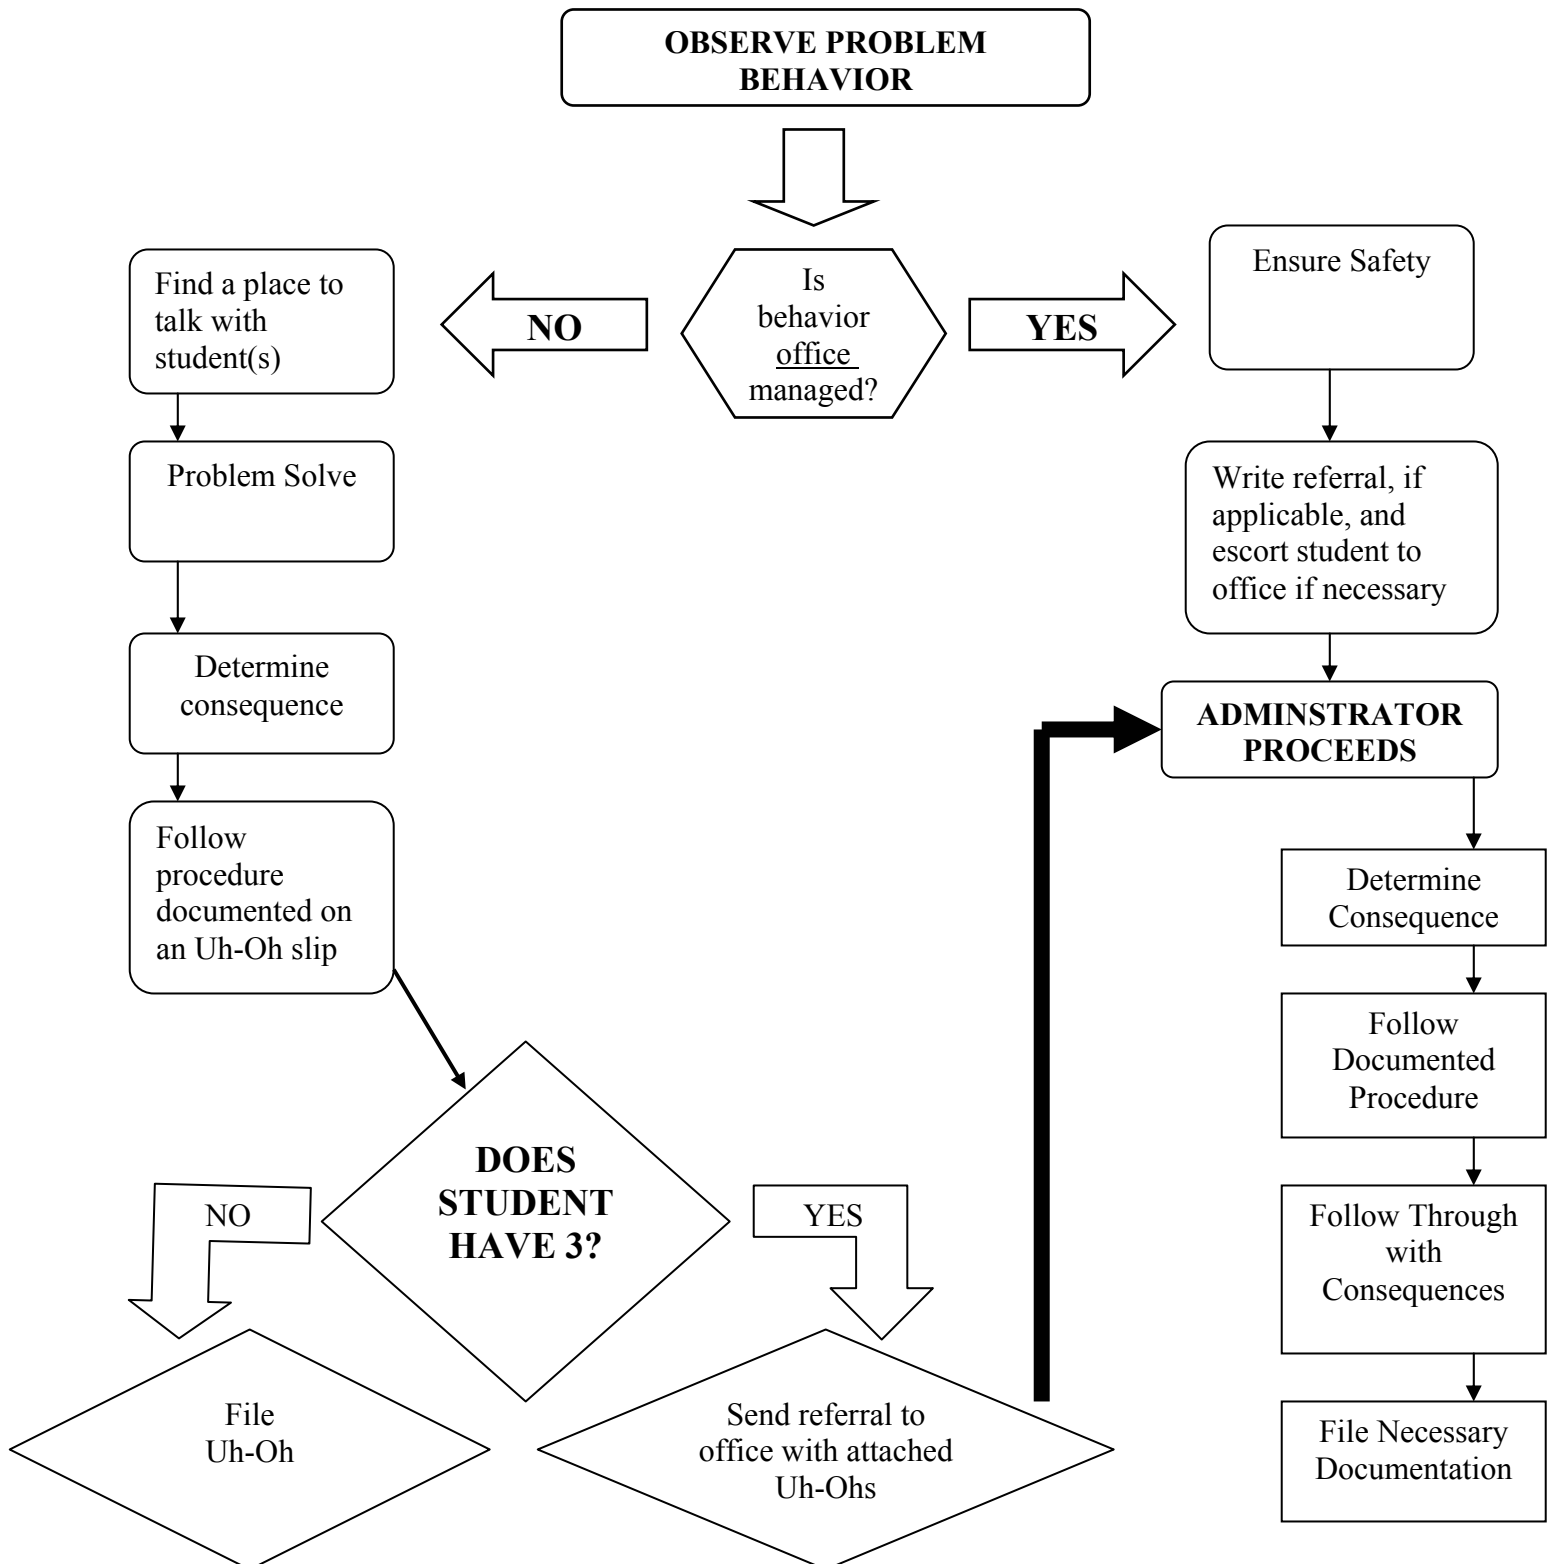 OBSERVE PROBLEM
BEHAVIOR
Is
behavior
office
managed?
NO
YES
Find a place to
talk with
student(s)
Problem Solve
Determine
consequence
Follow
procedure
documented on
an Uh-Oh slip
DOES
STUDENT
HAVE 3?
NO
YES
File
Uh-Oh
Send referral to
office with attached
Uh-Ohs
Ensure Safety
Write referral, if
applicable, and
escort student to
office if necessary
ADMINSTRATOR
PROCEEDS
Determine
Consequence
Follow
Documented
Procedure
Follow Through
with
Consequences
File Necessary
Documentation